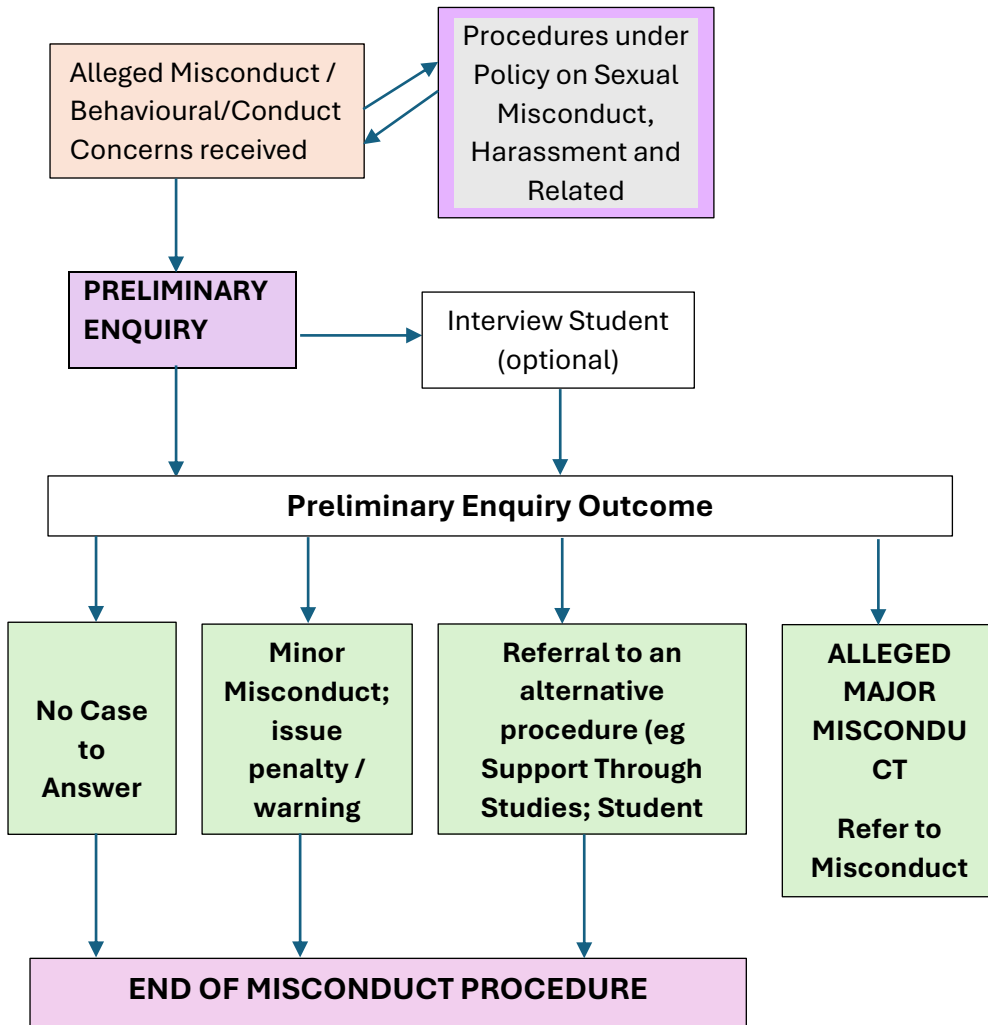 Alleged Misconduct /
Behavioural/Conduct
Concerns received
Procedures under
Policy on Sexual
Misconduct,
Harassment and
Related
PRELIMINARY
ENQUIRY
Interview Student
(optional)
Preliminary Enquiry Outcome
No Case
to
Answer
Minor
Misconduct;
issue
penalty /
warning
Referral to an
alternative
procedure (eg
Support Through
Studies; Student
ALLEGED
MAJOR
MISCONDU
CT
Refer to
Misconduct
END OF MISCONDUCT PROCEDURE